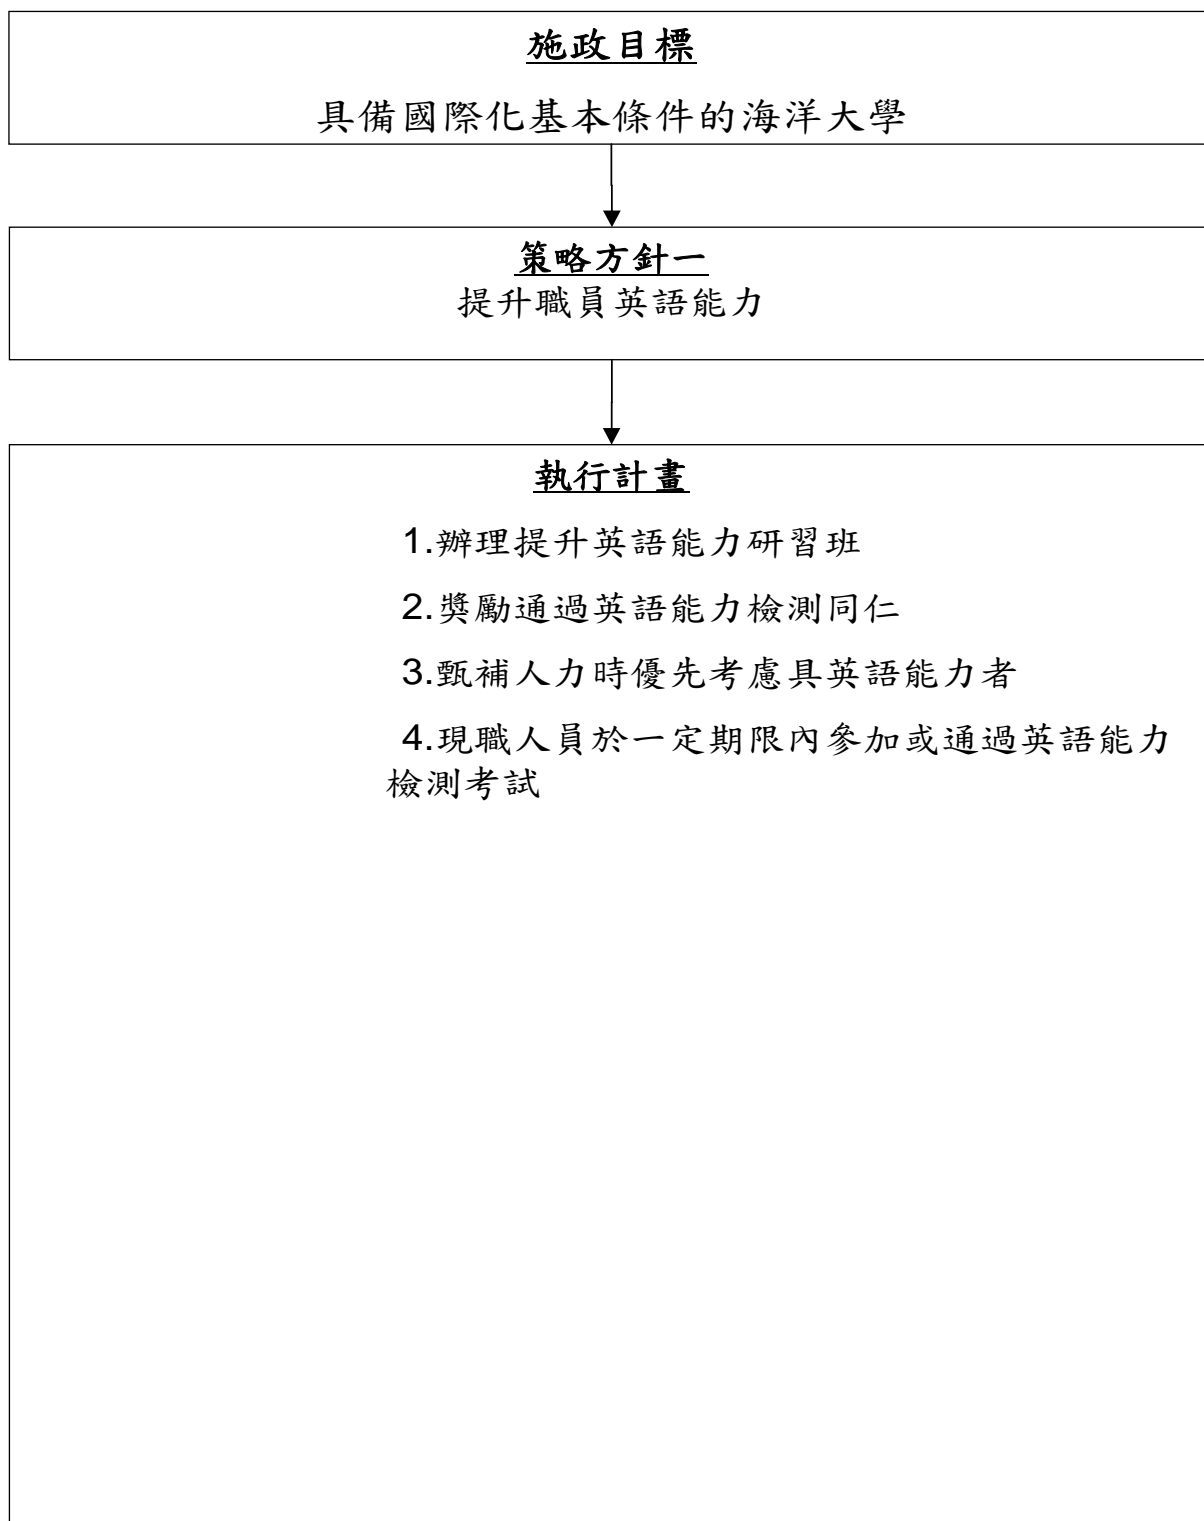 施政目標
具備國際化基本條件的海洋大學
策略方針一
提升職員英語能力
執行計畫
1.辦理提升英語能力研習班
2.獎勵通過英語能力檢測同仁
3.甄補人力時優先考慮具英語能力者
4.現職人員於一定期限內參加或通過英語能力
檢測考試